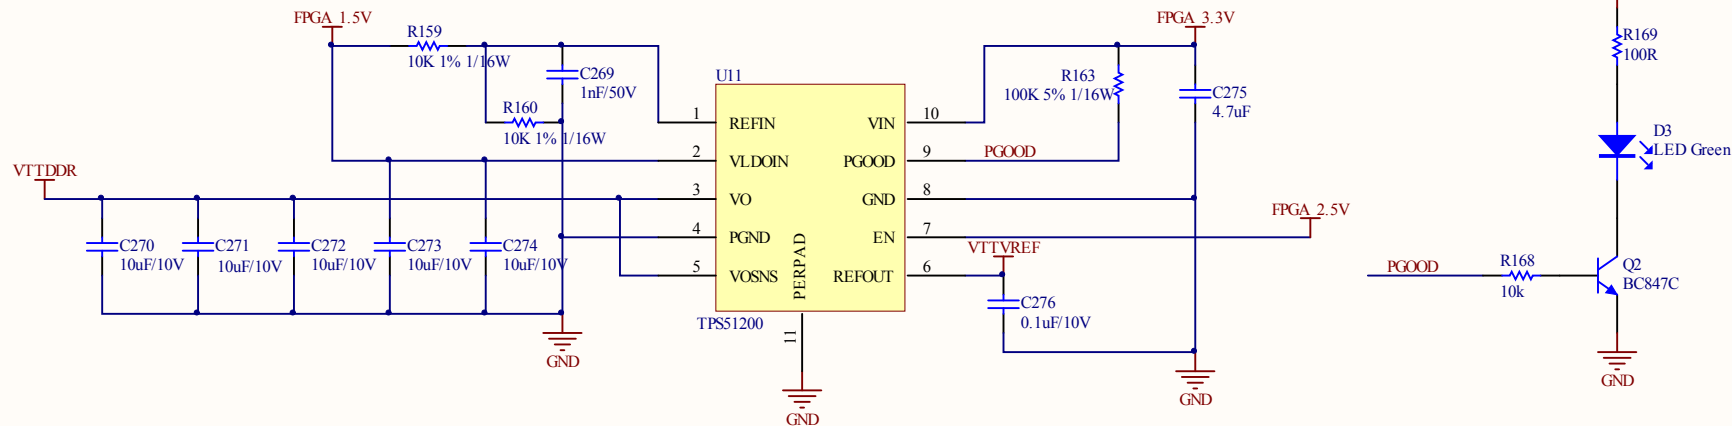 FPGA_1.5V
R159
10K 1% 1/16W
C269
1nF/50V
R160
10K 1% 1/16W
VTTDDR
C270
10uF/10V
C271
10uF/10V
C272
10uF/10V
C273
10uF/10V
C274
10uF/10V
GND
U11
1 REFIN
2 VLDOIN
3 VO
4 PGND
5 VOSNS
VIN 10
PGOOD 9
GND 8
EN 7
REFOUT 6
PERPAD
11
TPS51200
GND
FPGA_3.3V
R163
100K 5% 1/16W
C275
4.7uF
PGOOD
FPGA_2.5V
VTTVREF
C276
0.1uF/10V
GND
R169
100R
D3
LED Green
PGOOD
R168
10k
Q2
BC847C
GND